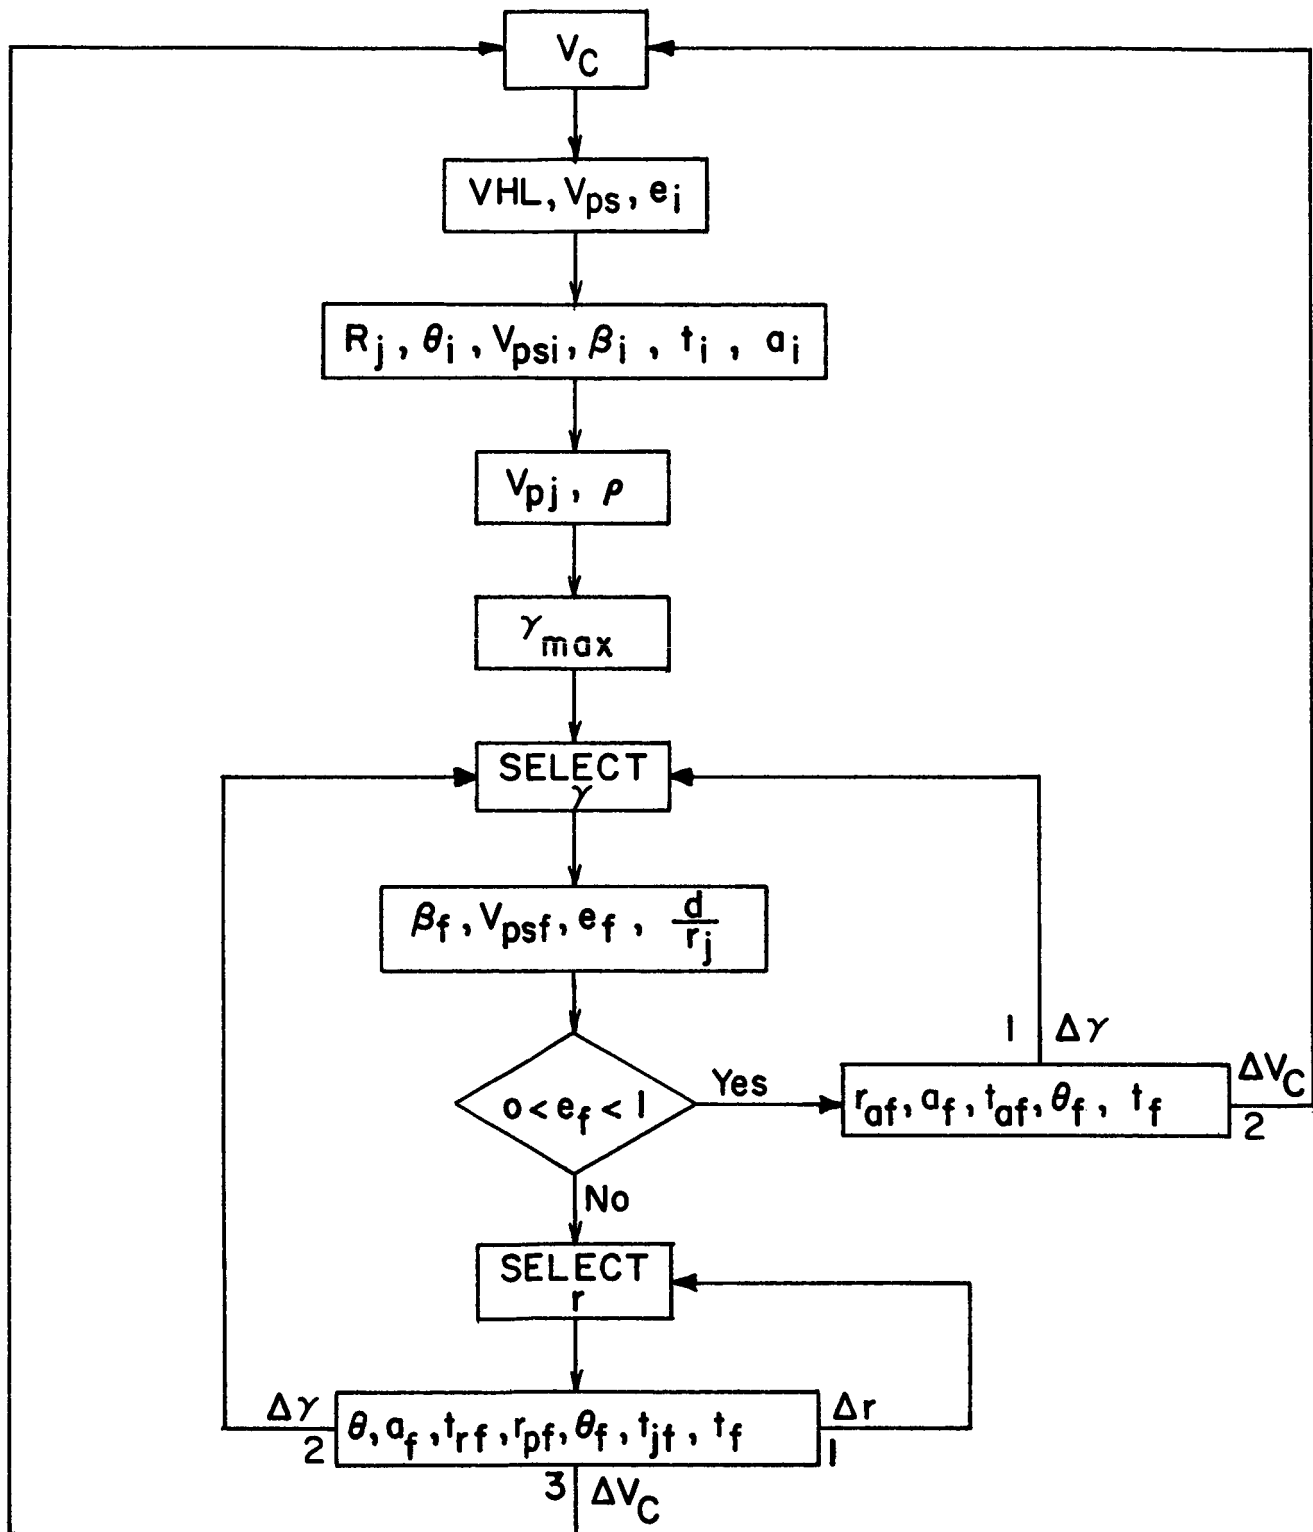 V_C
VHL, V_ps, e_i
R_j, θ_i, V_psi, β_i, t_i, a_i
V_pj, ρ
γ_max
SELECT
γ
β_f, V_psf, e_f, d/r_j
1 Δγ
o < e_f < 1
Yes
r_af, a_f, t_af, θ_f, t_f
ΔV_C
2
No
SELECT
r
Δγ
2
θ, a_f, t_rf, r_pf, θ_f, t_jf, t_f
Δr
1
3 ΔV_C